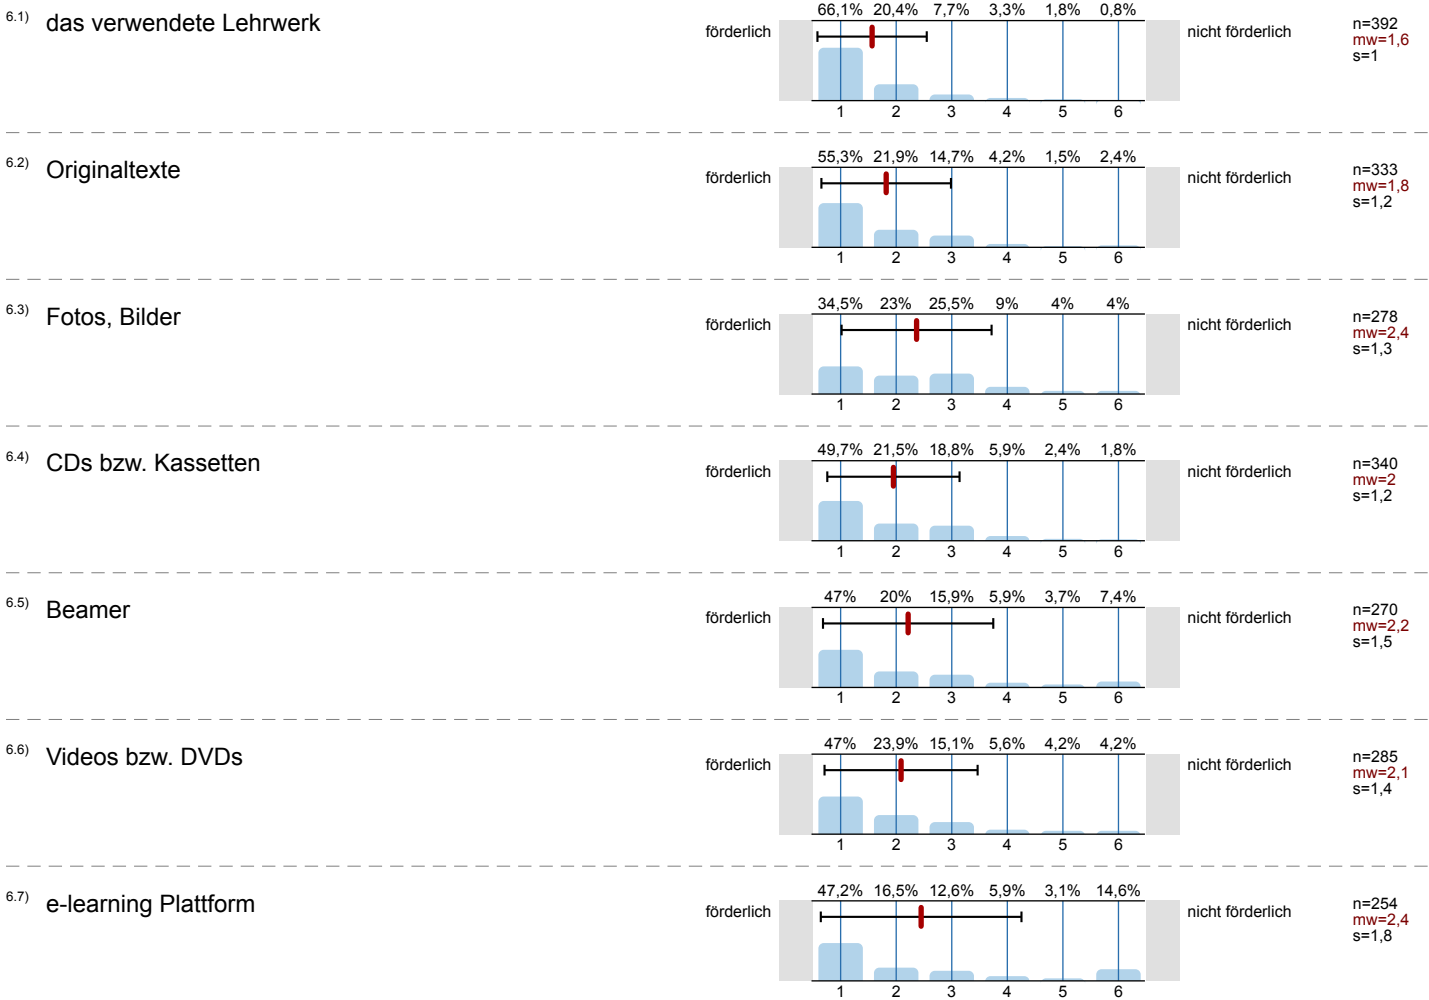 6.1) das verwendete Lehrwerk
66,1% 20,4% 7,7% 3,3% 1,8% 0,8%
förderlich nicht förderlich
n=392
mw=1,6
s=1
1 2 3 4 5 6
6.2) Originaltexte
55,3% 21,9% 14,7% 4,2% 1,5% 2,4%
förderlich nicht förderlich
n=333
mw=1,8
s=1,2
1 2 3 4 5 6
6.3) Fotos, Bilder
34,5% 23% 25,5% 9% 4% 4%
förderlich nicht förderlich
n=278
mw=2,4
s=1,3
1 2 3 4 5 6
6.4) CDs bzw. Kassetten
49,7% 21,5% 18,8% 5,9% 2,4% 1,8%
förderlich nicht förderlich
n=340
mw=2
s=1,2
1 2 3 4 5 6
6.5) Beamer
47% 20% 15,9% 5,9% 3,7% 7,4%
förderlich nicht förderlich
n=270
mw=2,2
s=1,5
1 2 3 4 5 6
6.6) Videos bzw. DVDs
47% 23,9% 15,1% 5,6% 4,2% 4,2%
förderlich nicht förderlich
n=285
mw=2,1
s=1,4
1 2 3 4 5 6
6.7) e-learning Plattform
47,2% 16,5% 12,6% 5,9% 3,1% 14,6%
förderlich nicht förderlich
n=254
mw=2,4
s=1,8
1 2 3 4 5 6